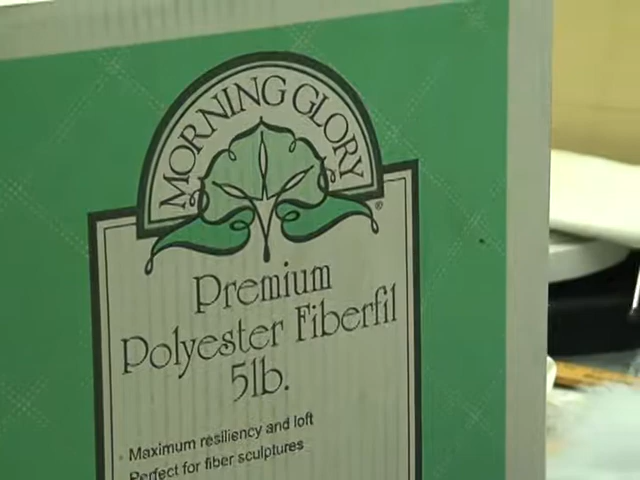 MORNING GLORY
®
Premium
Polyester Fiberfil
5lb.
• Maximum resiliency and loft
Perfect for fiber sculptures